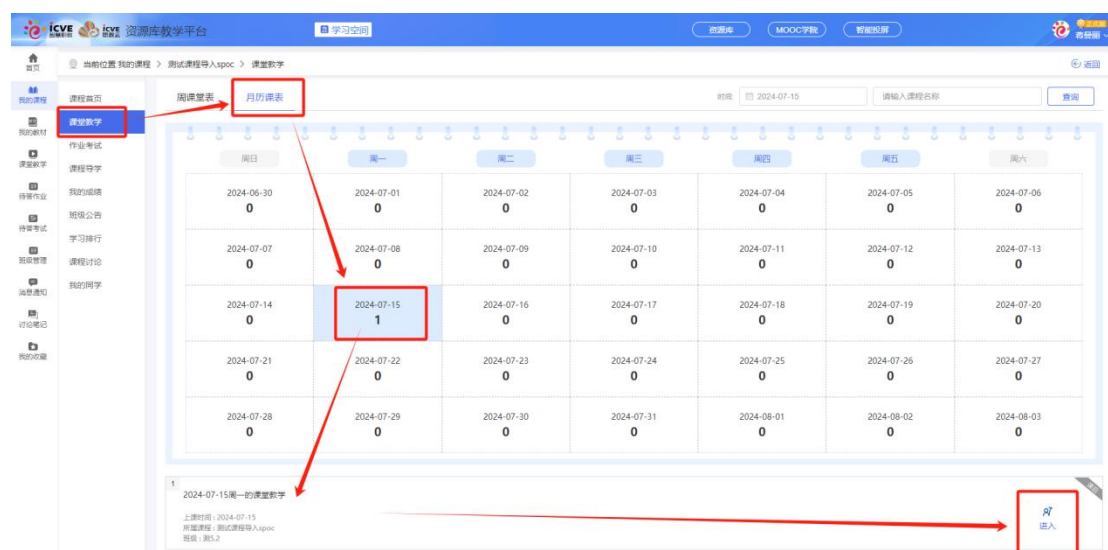 icve 智慧职教 icve 智慧职教 资源库教学平台 学习空间 资源库 MOOC学院 智能投屏
首页 当前位置 我的课程 > 测试课程导入spoc > 课堂教学 返回
我的课程
我的教材
课堂教学
待答作业
待答考试
班级管理
消息通知
讨论笔记
我的收藏
课程首页
课堂教学
作业考试
课程导学
我的成绩
班级公告
学习排行
课程讨论
我的同学
周课堂表 月历课表 时间 2024-07-15 请输入课程名称 查询
周日 周一 周二 周三 周四 周五 周六
2024-06-30 2024-07-01 2024-07-02 2024-07-03 2024-07-04 2024-07-05 2024-07-06
0 0 0 0 0 0 0
2024-07-07 2024-07-08 2024-07-09 2024-07-10 2024-07-11 2024-07-12 2024-07-13
0 0 0 0 0 0 0
2024-07-14 2024-07-15 2024-07-16 2024-07-17 2024-07-18 2024-07-19 2024-07-20
0 1 0 0 0 0 0
2024-07-21 2024-07-22 2024-07-23 2024-07-24 2024-07-25 2024-07-26 2024-07-27
0 0 0 0 0 0 0
2024-07-28 2024-07-29 2024-07-30 2024-07-31 2024-08-01 2024-08-02 2024-08-03
0 0 0 0 0 0 0
1
2024-07-15周一的课堂教学
上课时间 : 2024-07-15
所属课程 : 测试课程导入spoc
班级 : 测5.2
进入